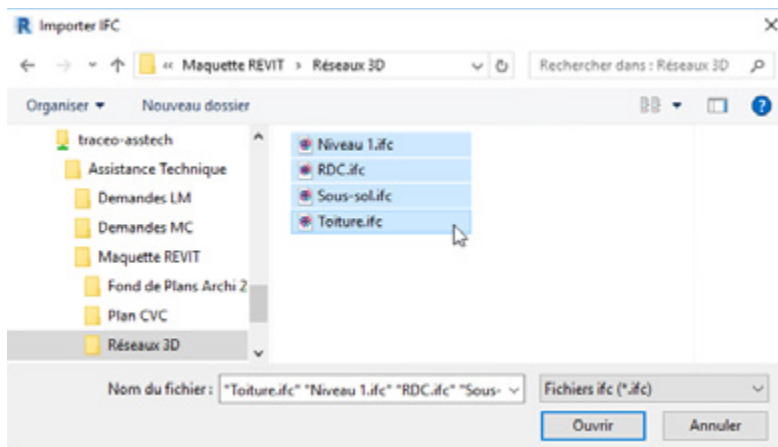 R Importer IFC
« Maquette REVIT › Réseaux 3D
Rechercher dans : Réseaux 3D
Organiser
Nouveau dossier
?
traceo-asstech
Assistance Technique
Demandes LM
Demandes MC
Maquette REVIT
Fond de Plans Archi 2
Plan CVC
Réseaux 3D
Niveau 1.ifc
RDC.ifc
Sous-sol.ifc
Toiture.ifc
Nom du fichier :
"Toiture.ifc" "Niveau 1.ifc" "RDC.ifc" "Sous-
Fichiers ifc (*.ifc)
Ouvrir
Annuler